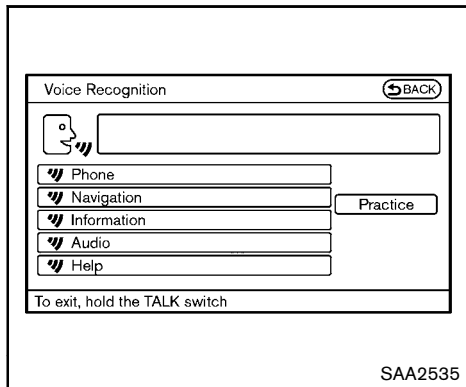 Voice Recognition
BACK
Phone
Navigation
Practice
Information
Audio
Help
To exit, hold the TALK switch
SAA2535